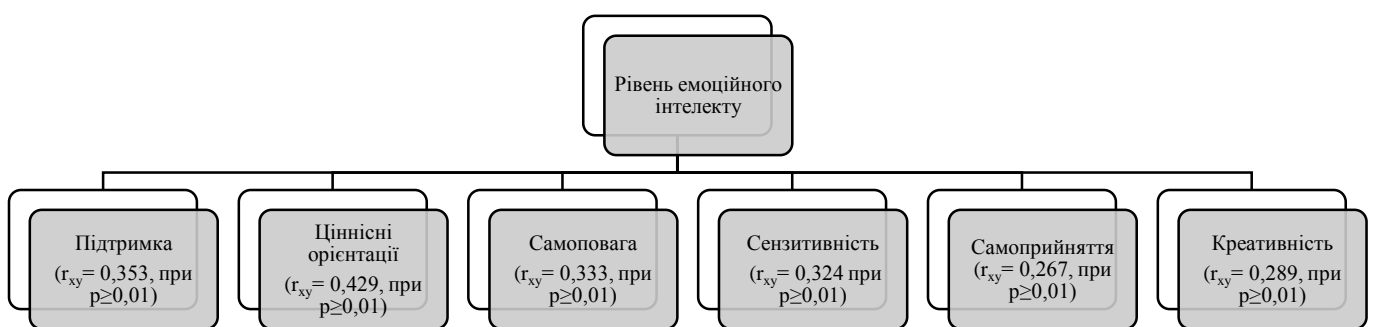 Рівень емоційного
інтелекту
Підтримка
(rxy= 0,353, при
p≥0,01)
Ціннісні
орієнтації
(rxy= 0,429, при
p≥0,01)
Самоповага
(rxy= 0,333, при
p≥0,01)
Сензитивність
(rxy= 0,324 при
p≥0,01)
Самоприйняття
(rxy= 0,267, при
p≥0,01)
Креативність
(rxy= 0,289, при
p≥0,01)